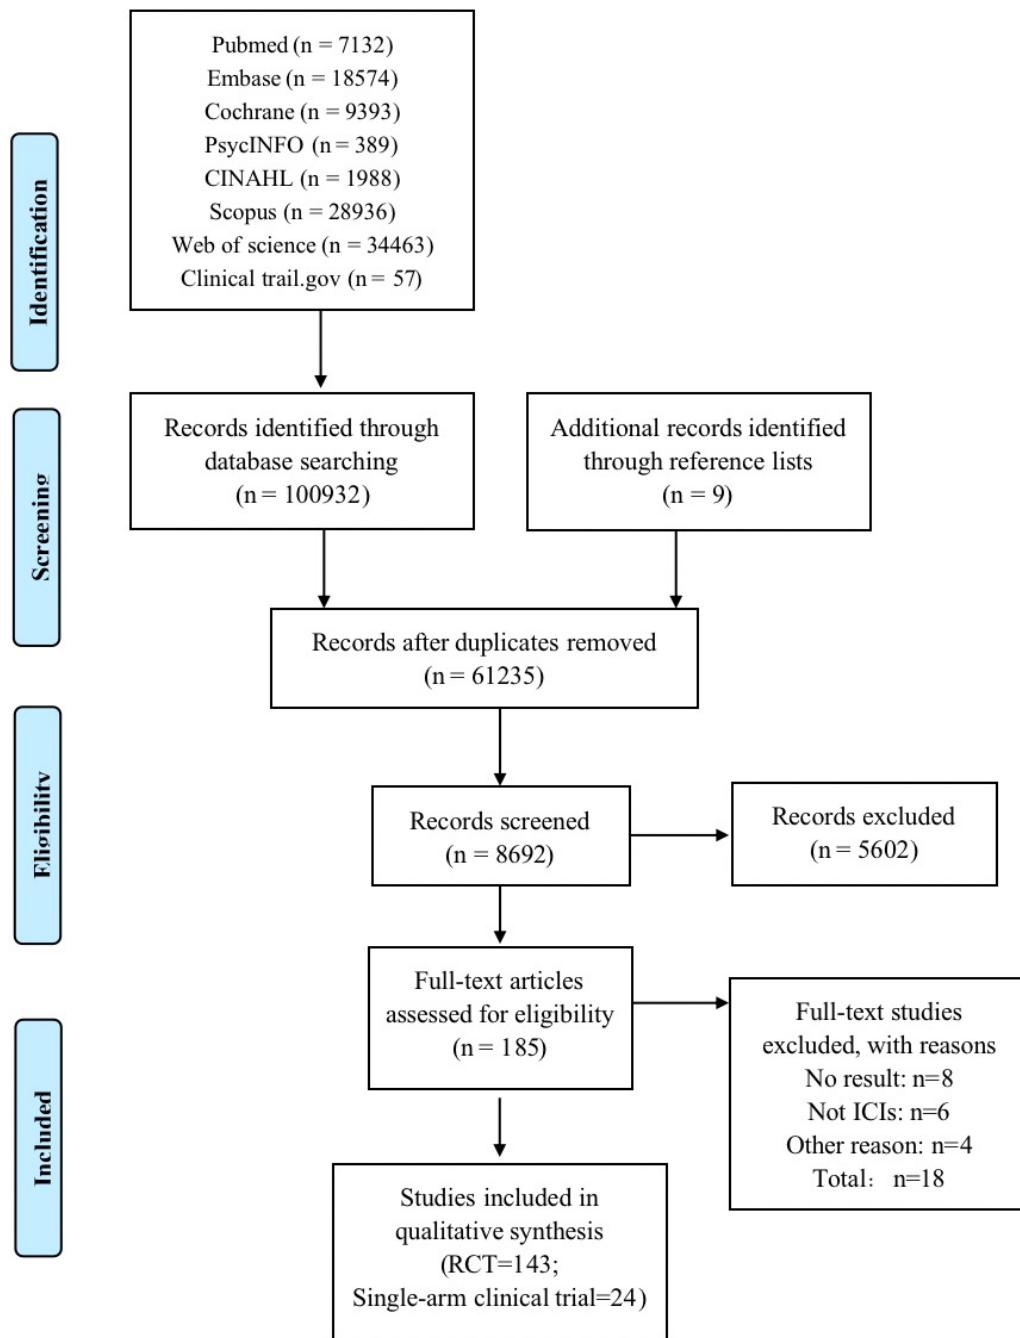 Pubmed (n = 7132)
Embase (n = 18574)
Cochrane (n = 9393)
PsycINFO (n = 389)
CINAHL (n = 1988)
Scopus (n = 28936)
Web of science (n = 34463)
Clinical trail.gov (n = 57)
Identification
Records identified through
database searching
(n = 100932)
Additional records identified
through reference lists
(n = 9)
Screening
Records after duplicates removed
(n = 61235)
Eligibility
Records screened
(n = 8692)
Records excluded
(n = 5602)
Full-text articles
assessed for eligibility
(n = 185)
Full-text studies
excluded, with reasons
No result: n=8
Not ICIs: n=6
Other reason: n=4
Total： n=18
Included
Studies included in
qualitative synthesis
(RCT=143;
Single-arm clinical trial=24)